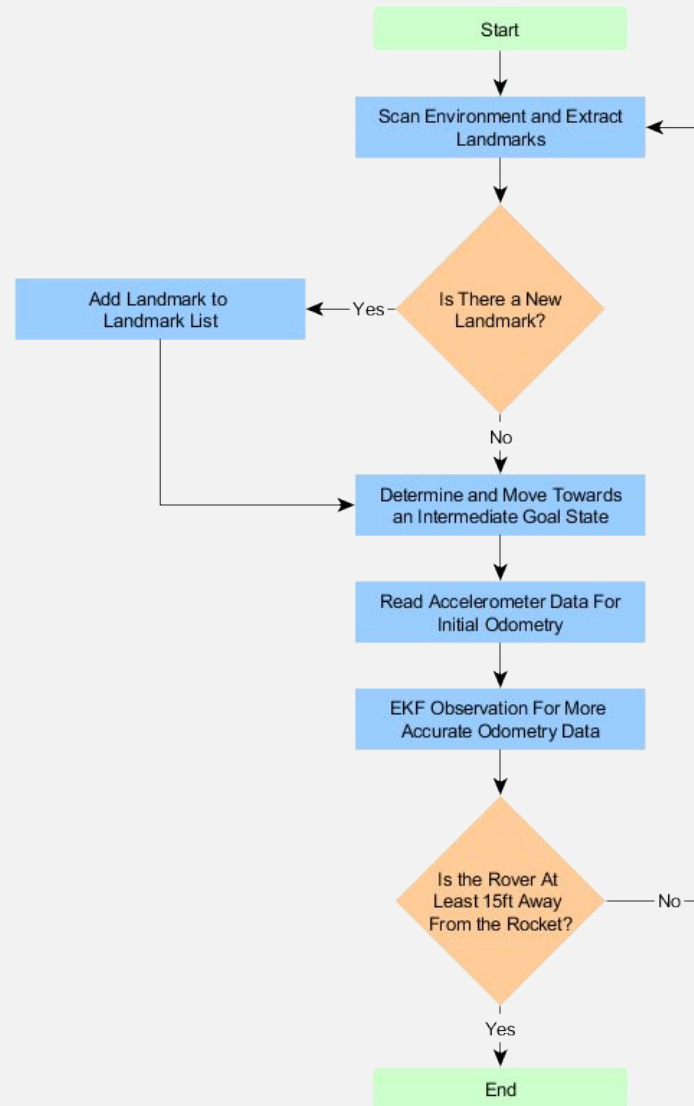 Start
Scan Environment and Extract
Landmarks
Is There a New
Landmark?
Yes
Add Landmark to
Landmark List
No
Determine and Move Towards
an Intermediate Goal State
Read Accelerometer Data For
Initial Odometry
EKF Observation For More
Accurate Odometry Data
Is the Rover At
Least 15ft Away
From the Rocket?
No
Yes
End